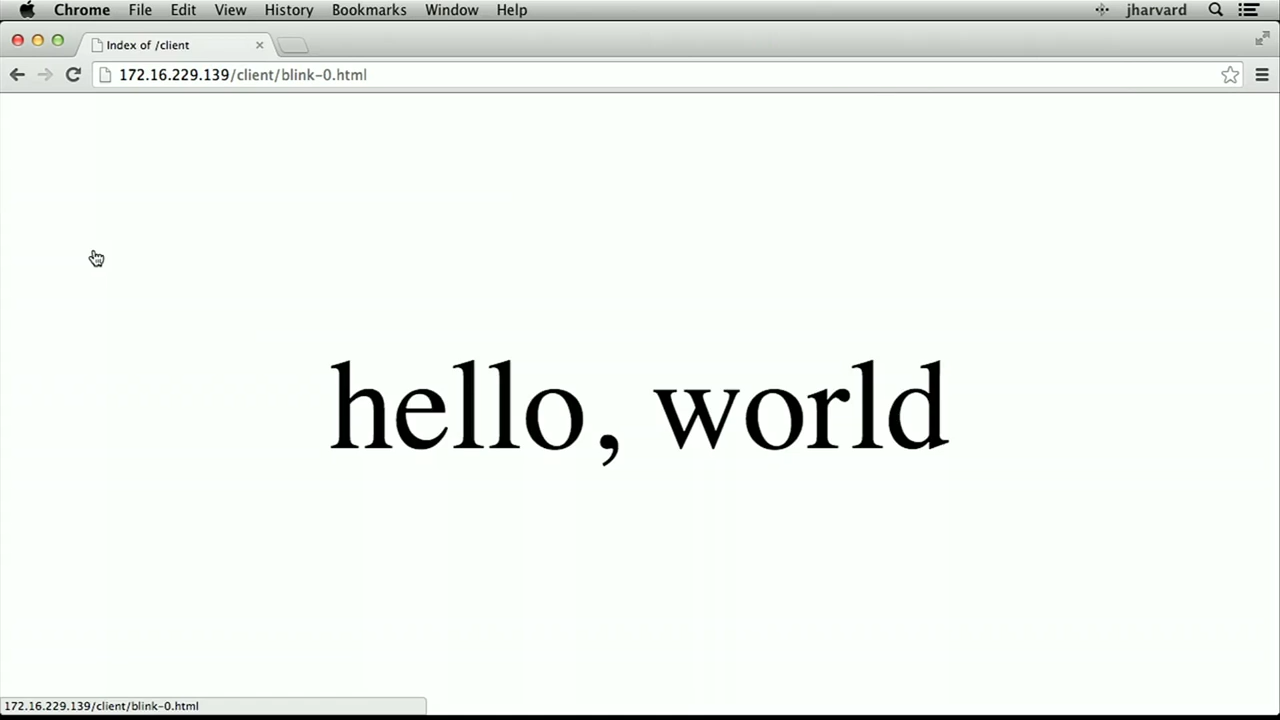 Chrome File Edit View History Bookmarks Window Help jharvard
Index of /client
172.16.229.139/client/blink-0.html
hello, world
172.16.229.139/client/blink-0.html